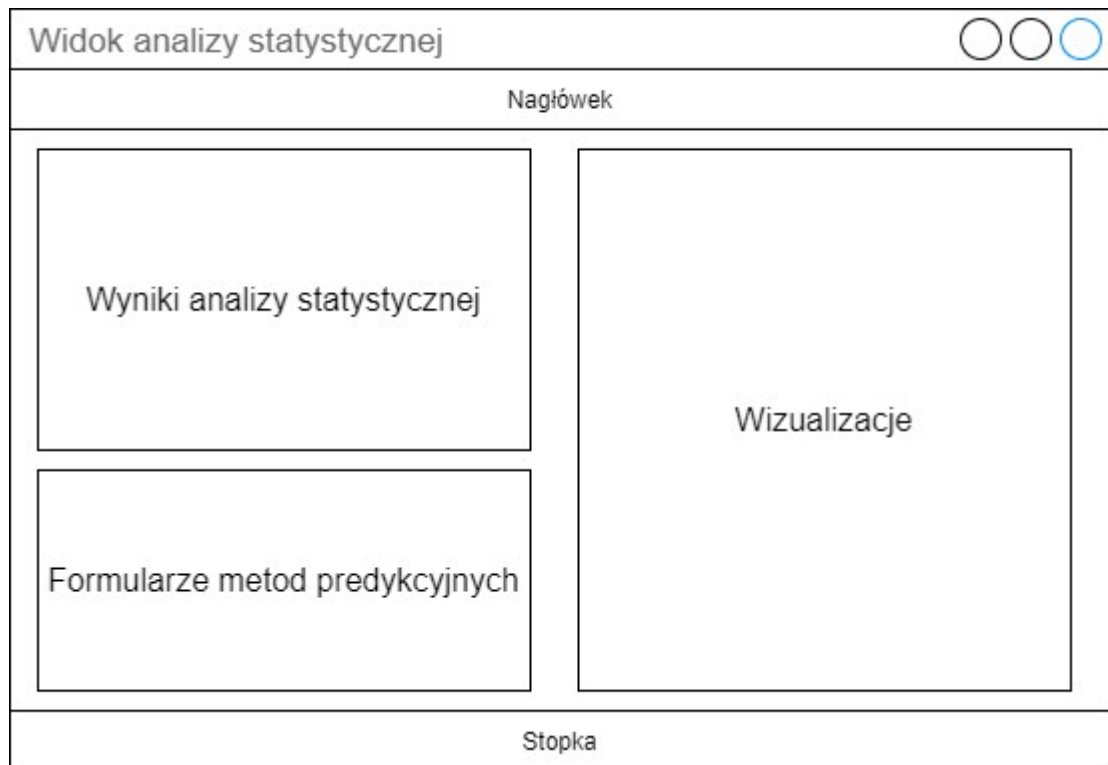 Widok analizy statystycznej
Nagłówek
Wyniki analizy statystycznej
Formularze metod predykcyjnych
Wizualizacje
Stopka